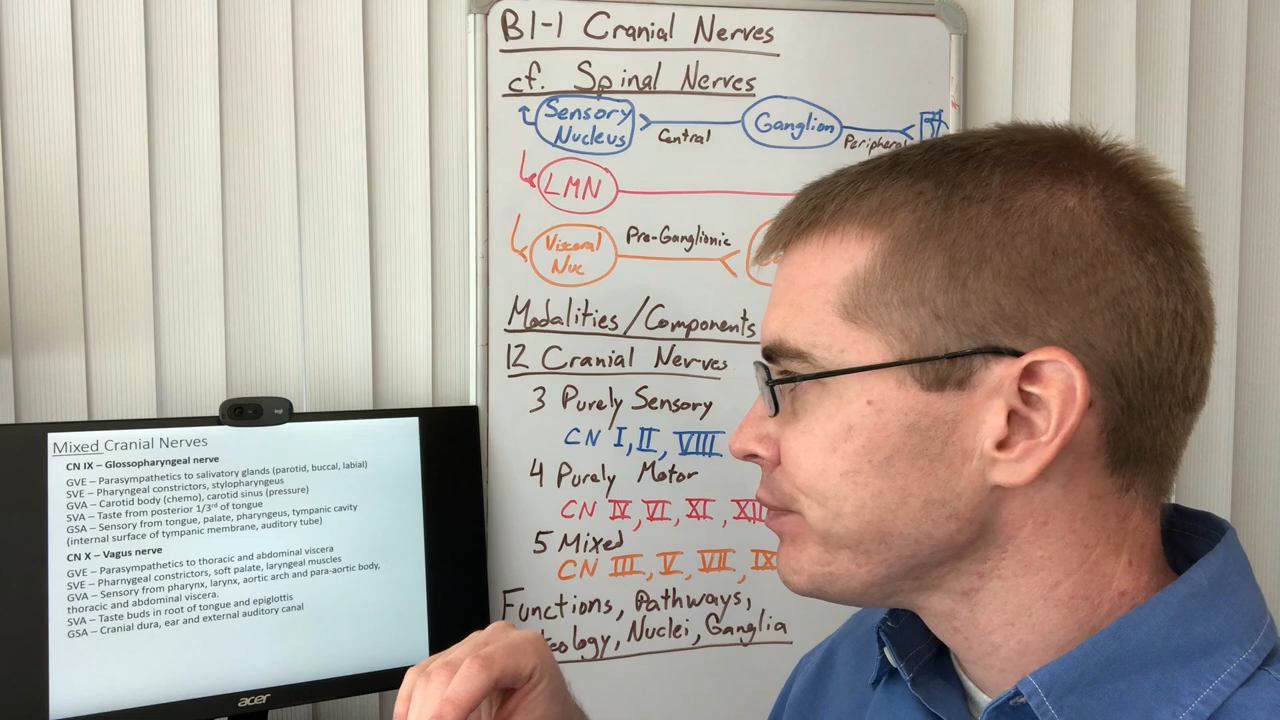 B1-1 Cranial Nerves
cf. Spinal Nerves
Sensory
Nucleus
Central
Ganglion
Peripheral
LMN
Visceral
Nuc
Pre-Ganglionic
Modalities/Components
12 Cranial Nerves
3 Purely Sensory
CN I, II, VIII
4 Purely Motor
CN IV, VI, XI, XII
5 Mixed
CN III, V, VII, IX
Functions, Pathways,
Nuclei, Ganglia
Mixed Cranial Nerves
CN IX – Glossopharyngeal nerve
GVE – Parasympathetics to salivatory glands (parotid, buccal, labial)
SVE – Pharyngeal constrictors, stylopharyngeus
GVA – Carotid body (chemo), carotid sinus (pressure)
SVA – Taste from posterior 1/3rd of tongue
GSA – Sensory from tongue, palate, pharyngeus, tympanic cavity
(internal surface of tympanic membrane, auditory tube)
CN X – Vagus nerve
GVE – Parasympathetics to thoracic and abdominal viscera
SVE – Pharnygeal constrictors, soft palate, laryngeal muscles
GVA – Sensory from pharynx, larynx, aortic arch and para-aortic body,
thoracic and abdominal viscera.
SVA – Taste buds in root of tongue and epiglottis
GSA – Cranial dura, ear and external auditory canal
acer
logi